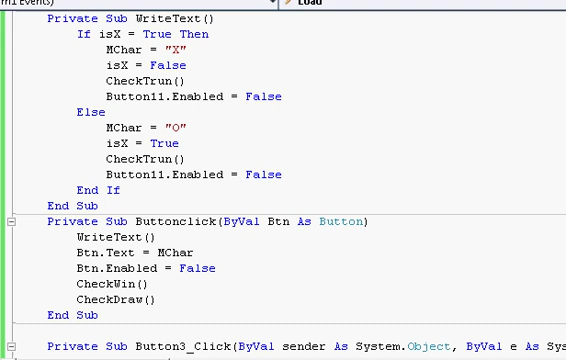 m1 Events)
Load
Private Sub WriteText()
If isX = True Then
MChar = "X"
isX = False
CheckTrun()
Button11.Enabled = False
Else
MChar = "O"
isX = True
CheckTrun()
Button11.Enabled = False
End If
End Sub
Private Sub Buttonclick(ByVal Btn As Button)
WriteText()
Btn.Text = MChar
Btn.Enabled = False
CheckWin()
CheckDraw()
End Sub
Private Sub Button3_Click(ByVal sender As System.Object, ByVal e As Sys